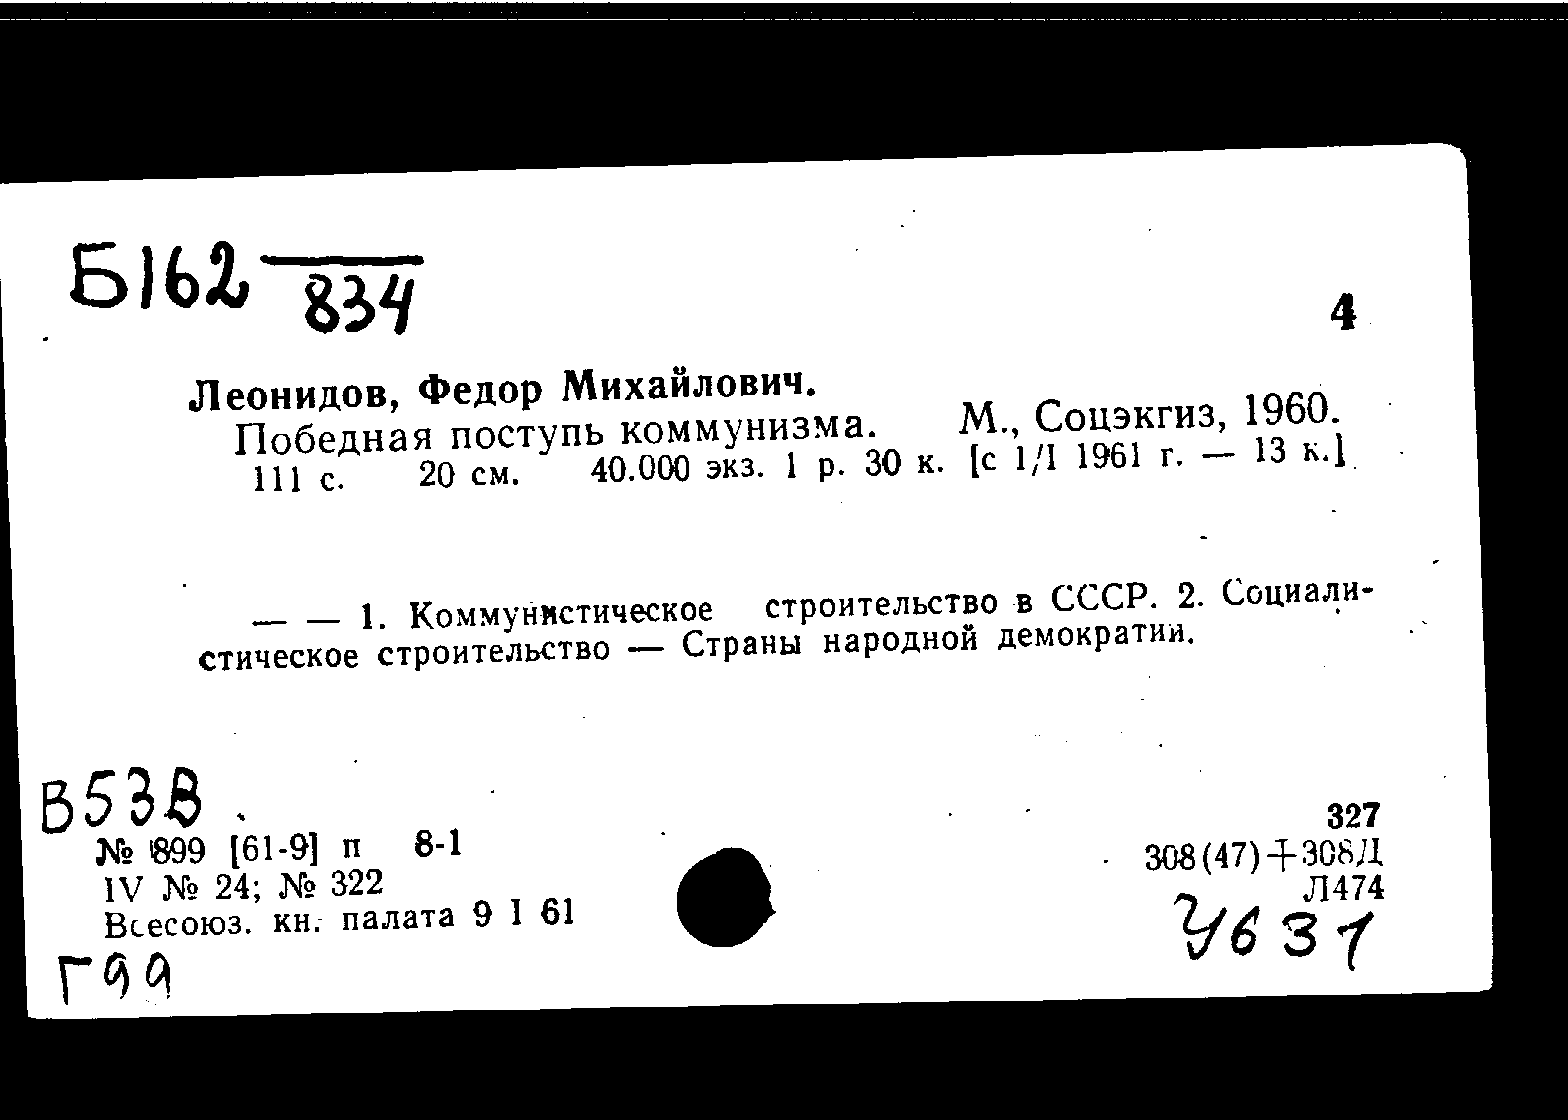 Б162 834
4
Леонидов, Федор Михайлович.
Победная поступь коммунизма. М., Соцэкгиз, 1960.
111 с. 20 см. 40.000 экз. 1 р. 30 к. [с 1/I 1961 г. — 13 к.]
— — 1. Коммунистическое строительство в СССР. 2. Социали-
стическое строительство — Страны народной демократии.
В53В
№ 899 [61-9] п 8-1
IV № 24; № 322
Всесоюз. кн. палата 9 I 61
Г99
327
308(47)+308Д
Л474
У631